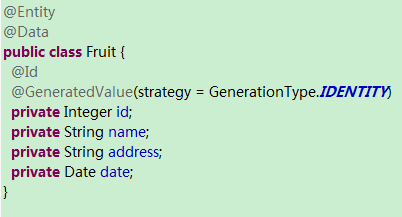 @Entity
@Data
public class Fruit {
@Id
@GeneratedValue(strategy = GenerationType.IDENTITY)
private Integer id;
private String name;
private String address;
private Date date;
}